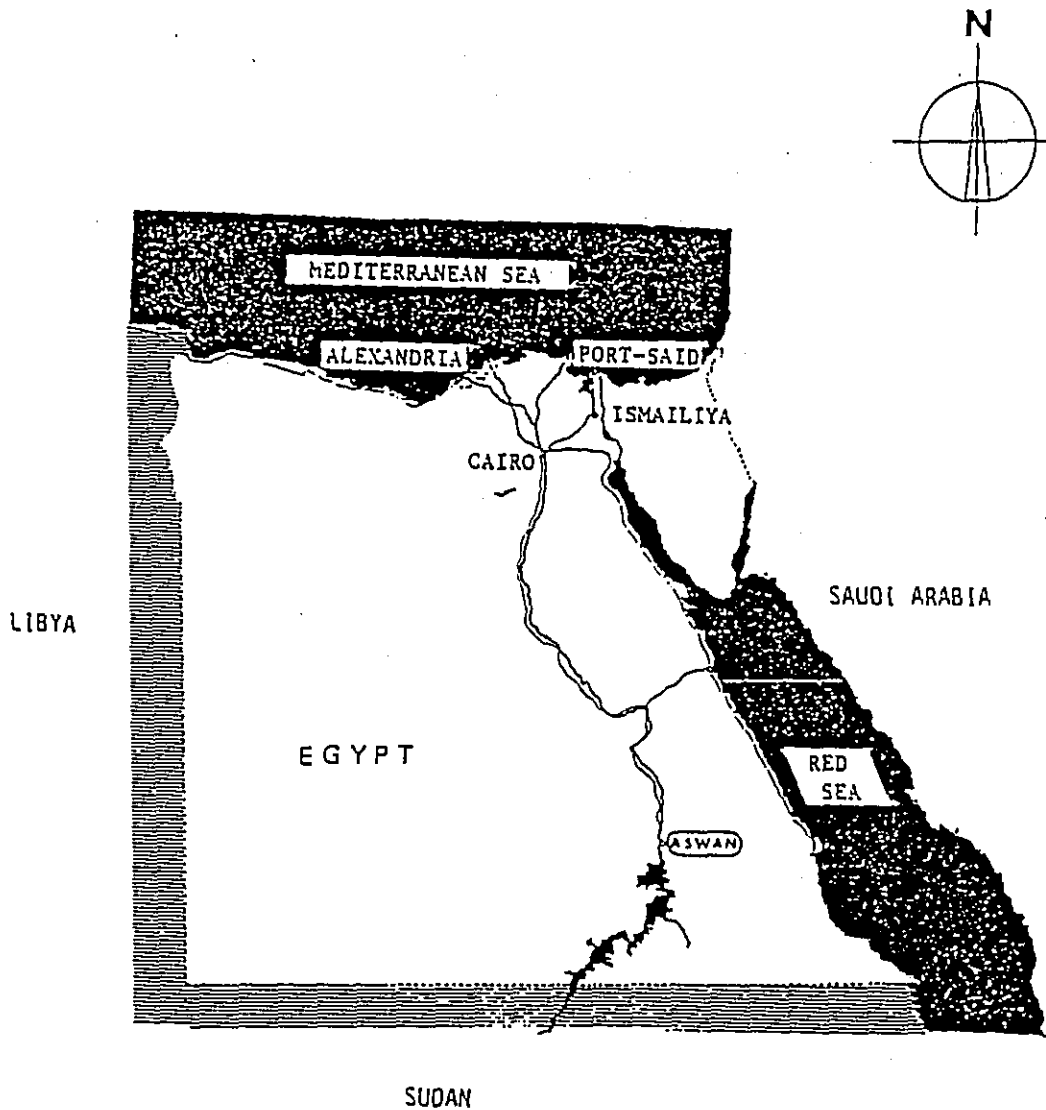 N
MEDITERRANEAN SEA
ALEXANDRIA
PORT-SAID
ISMAILIYA
CAIRO
SAUDI ARABIA
LIBYA
EGYPT
RED
SEA
ASWAN
SUDAN